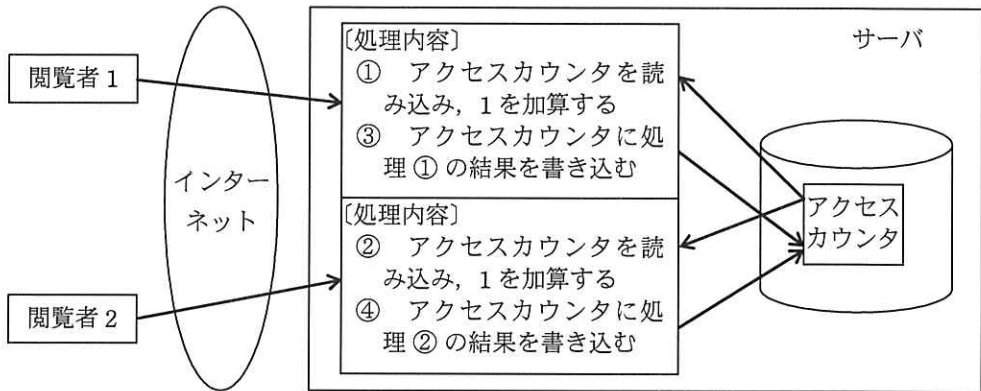 閲覧者1
閲覧者2
インター
ネット
サーバ
〔処理内容〕
① アクセスカウンタを読
み込み,1を加算する
③ アクセスカウンタに処
理①の結果を書き込む
〔処理内容〕
② アクセスカウンタを読
み込み,1を加算する
④ アクセスカウンタに処
理②の結果を書き込む
アクセス
カウンタ